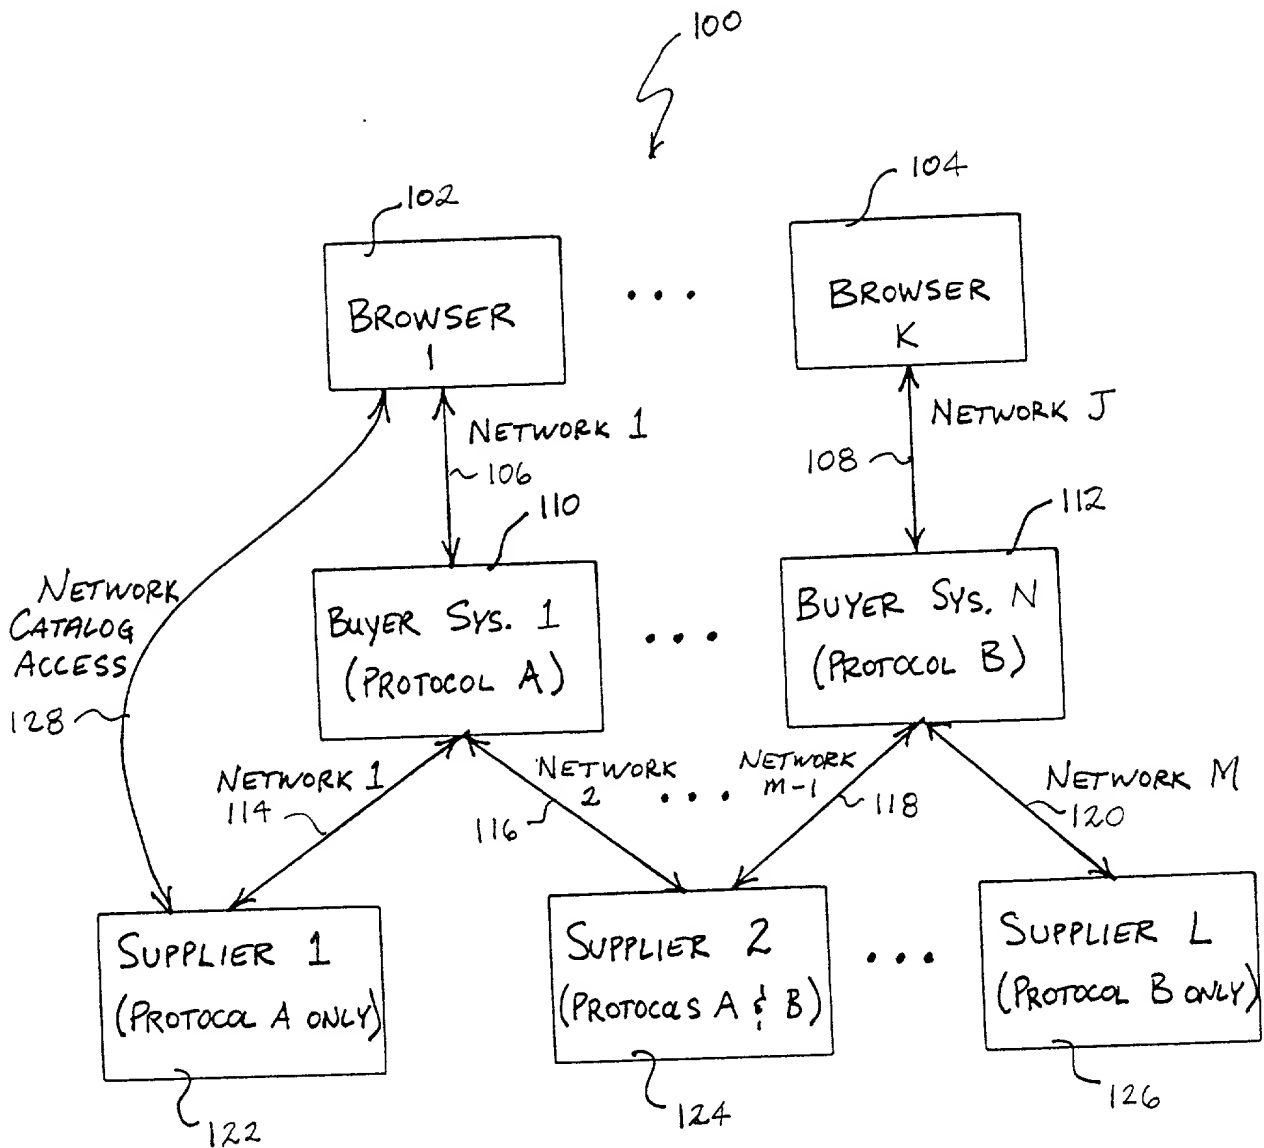 100
102
104
BROWSER
1
• • •
BROWSER
K
NETWORK 1
106
NETWORK J
108
110
112
NETWORK
CATALOG
ACCESS
128
BUYER SYS. 1
(PROTOCOL A)
• • •
BUYER SYS. N
(PROTOCOL B)
NETWORK 1
114
NETWORK
2
116
• • •
NETWORK
m-1
118
NETWORK M
120
SUPPLIER 1
(PROTOCOL A ONLY)
122
SUPPLIER 2
(PROTOCOLS A & B)
124
• • •
SUPPLIER L
(PROTOCOL B ONLY)
126